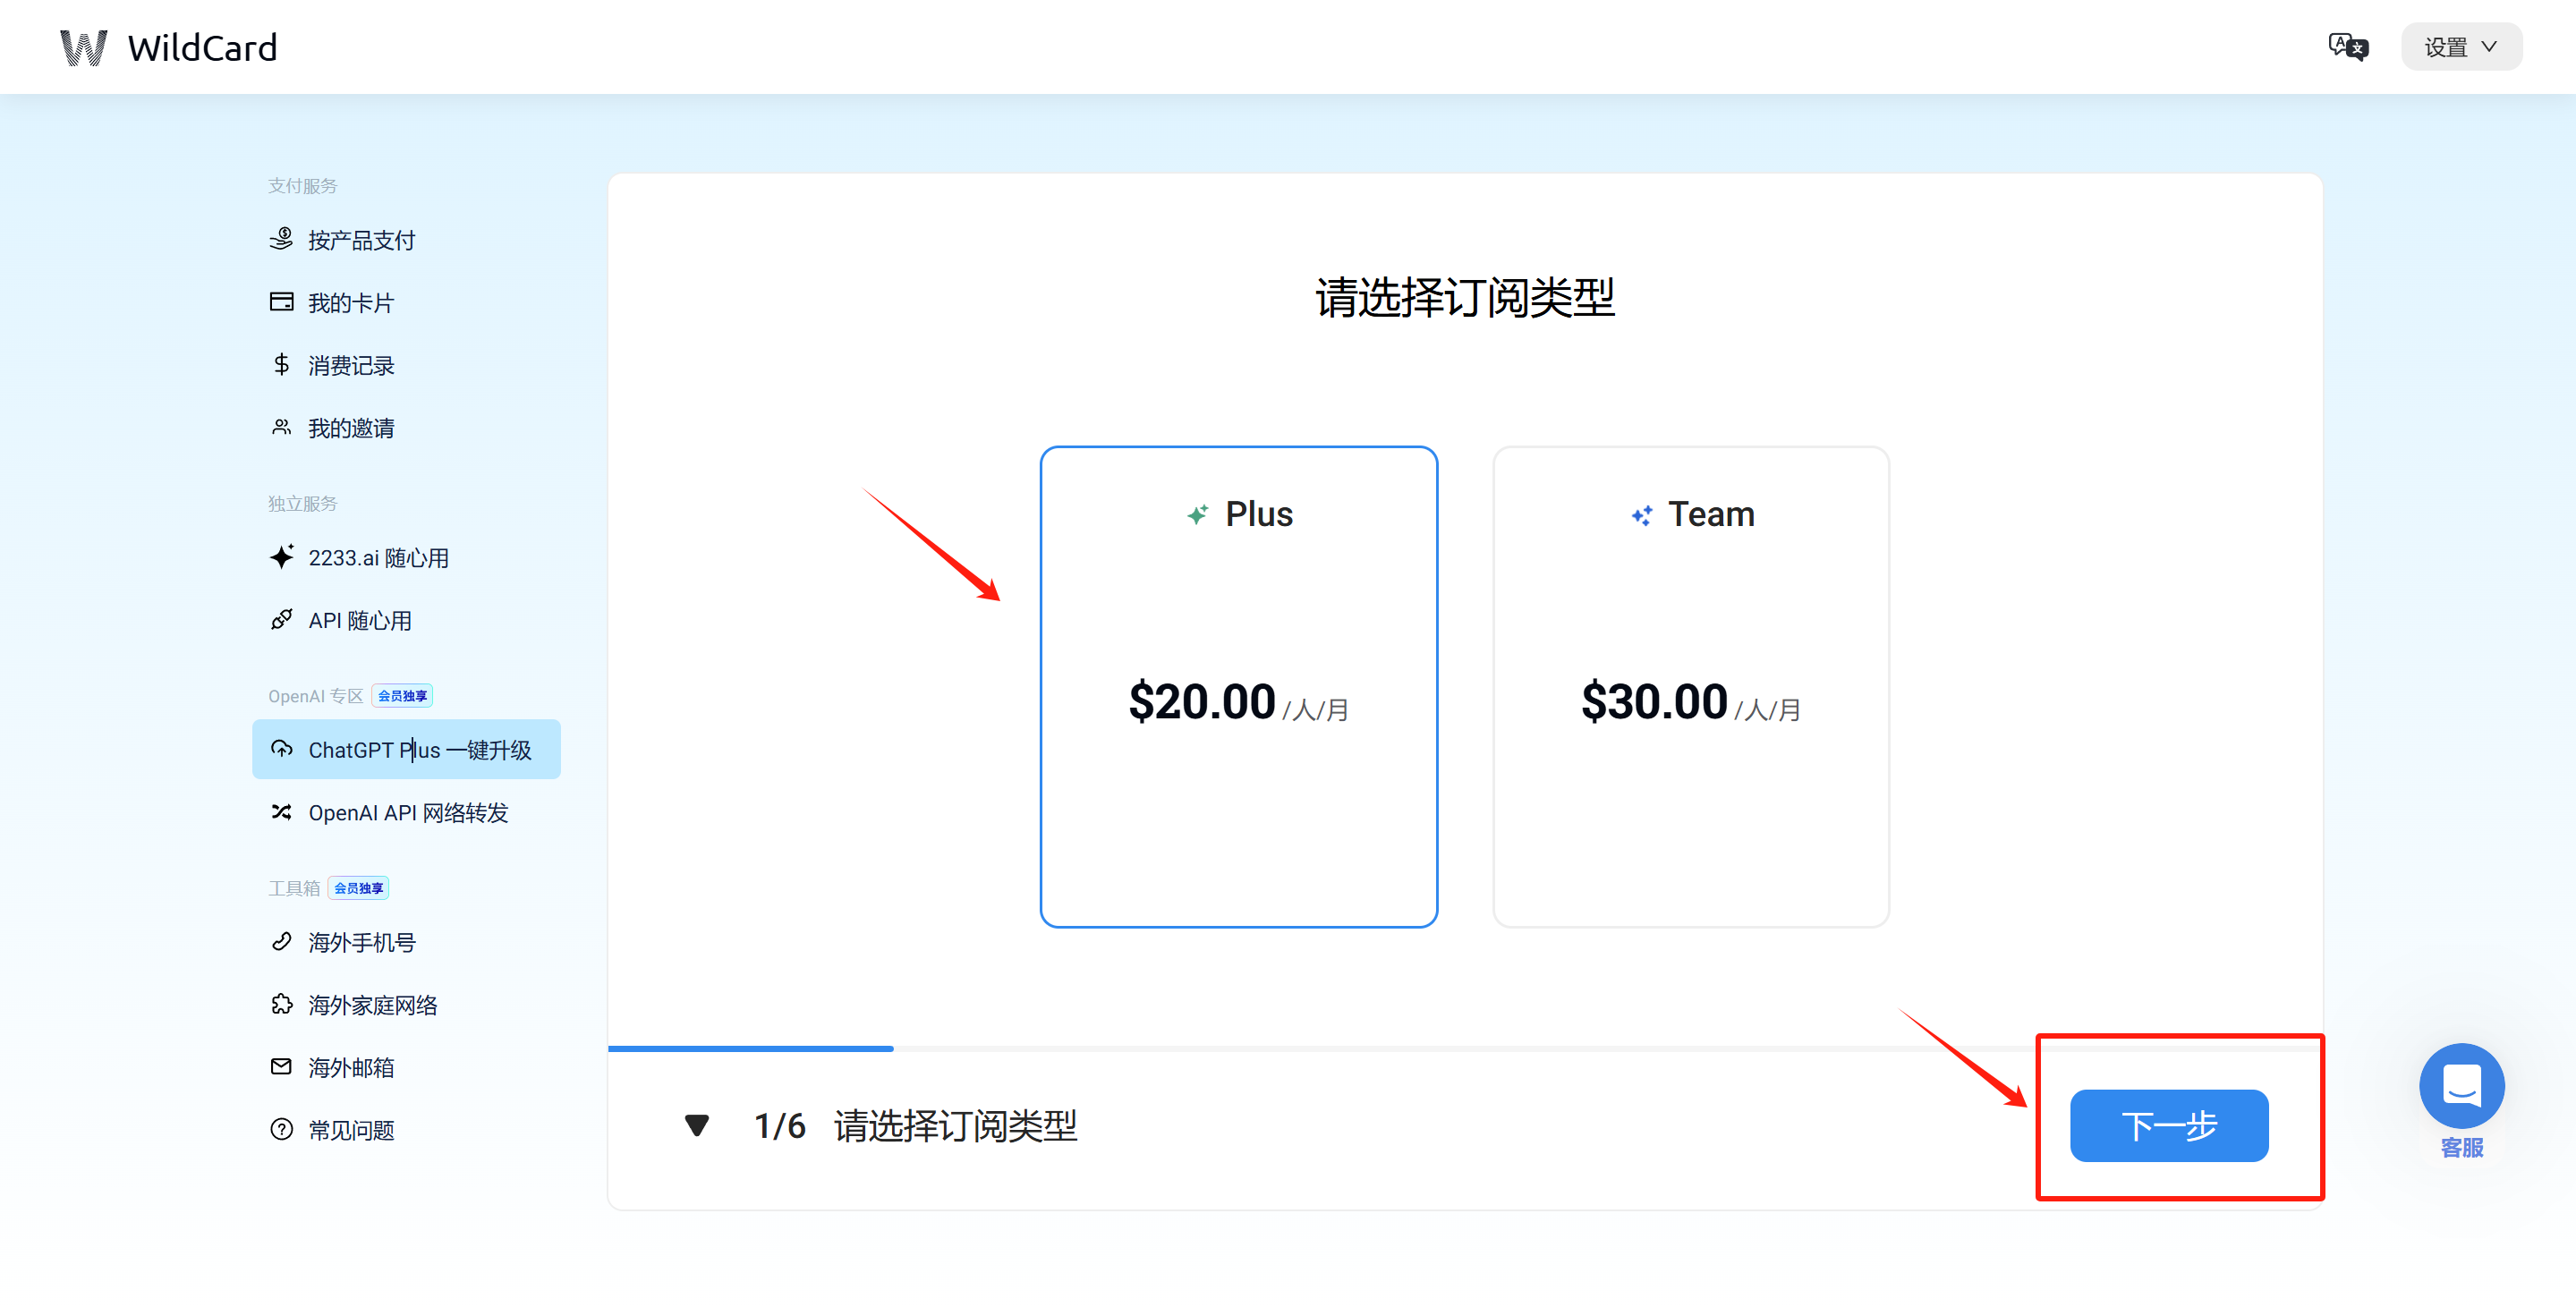 WildCard
设置
支付服务
按产品支付
我的卡片
消费记录
我的邀请
独立服务
2233.ai 随心用
API 随心用
OpenAI 专区 会员独享
ChatGPT Plus 一键升级
OpenAI API 网络转发
工具箱 会员独享
海外手机号
海外家庭网络
海外邮箱
常见问题
请选择订阅类型
Plus
$20.00 /人/月
Team
$30.00 /人/月
1/6 请选择订阅类型
下一步
客服